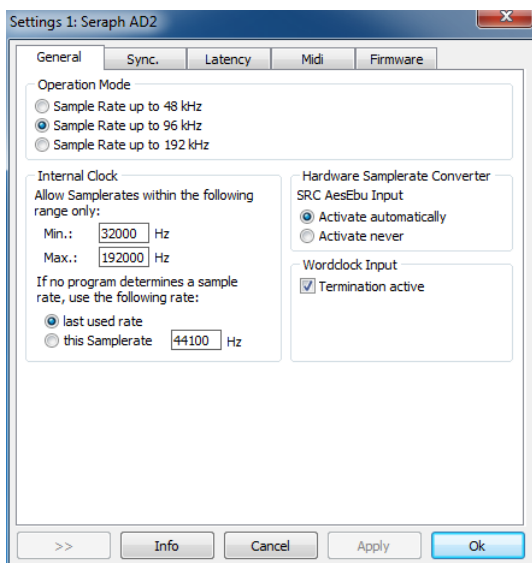 Settings 1: Seraph AD2
General
Sync.
Latency
Midi
Firmware
Operation Mode
Sample Rate up to 48 kHz
Sample Rate up to 96 kHz
Sample Rate up to 192 kHz
Internal Clock
Allow Samplerates within the following
range only:
Min.: 32000 Hz
Max.: 192000 Hz
If no program determines a sample
rate, use the following rate:
last used rate
this Samplerate 44100 Hz
Hardware Samplerate Converter
SRC AesEbu Input
Activate automatically
Activate never
Wordclock Input
Termination active
>>
Info
Cancel
Apply
Ok